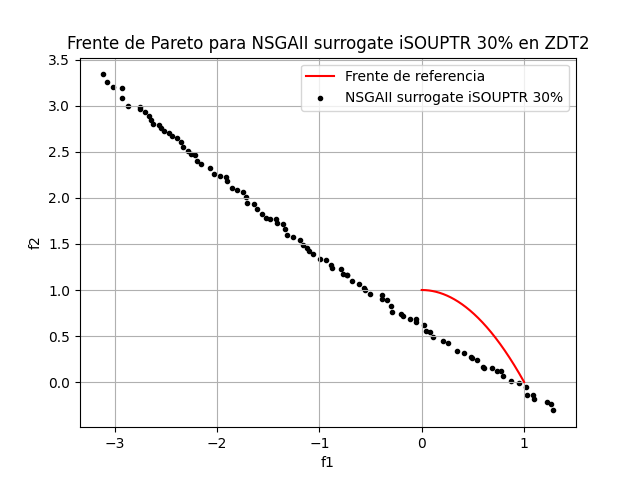 Frente de Pareto para NSGAII surrogate iSOUPTR 30% en ZDT2
Frente de referencia
NSGAII surrogate iSOUPTR 30%
3.5
3.0
2.5
2.0
1.5
1.0
0.5
0.0
f2
−3
−2
−1
0
1
f1